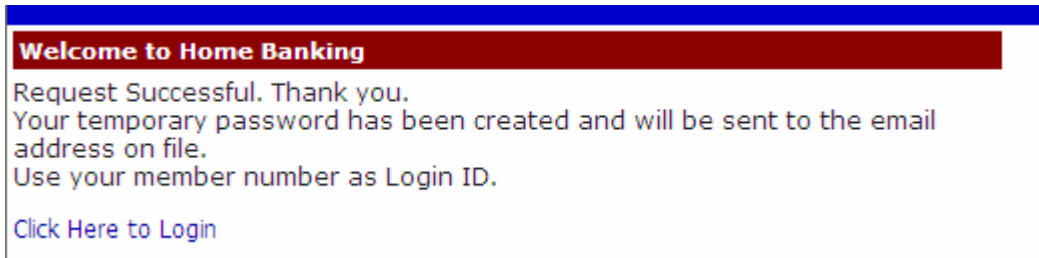 Welcome to Home Banking
Request Successful. Thank you.
Your temporary password has been created and will be sent to the email
address on file.
Use your member number as Login ID.
Click Here to Login